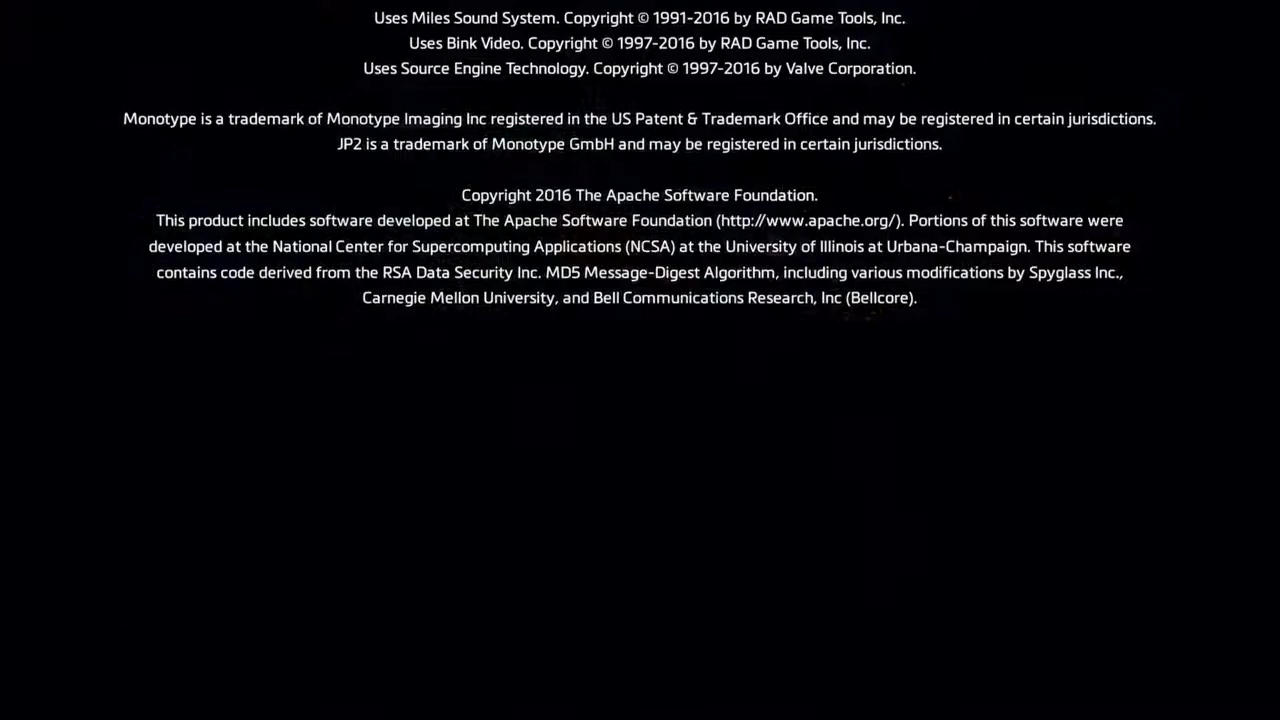 Uses Miles Sound System. Copyright © 1991-2016 by RAD Game Tools, Inc.
Uses Bink Video. Copyright © 1997-2016 by RAD Game Tools, Inc.
Uses Source Engine Technology. Copyright © 1997-2016 by Valve Corporation.
Monotype is a trademark of Monotype Imaging Inc registered in the US Patent & Trademark Office and may be registered in certain jurisdictions.
JP2 is a trademark of Monotype GmbH and may be registered in certain jurisdictions.
Copyright 2016 The Apache Software Foundation.
This product includes software developed at The Apache Software Foundation (http://www.apache.org/). Portions of this software were
developed at the National Center for Supercomputing Applications (NCSA) at the University of Illinois at Urbana-Champaign. This software
contains code derived from the RSA Data Security Inc. MD5 Message-Digest Algorithm, including various modifications by Spyglass Inc.,
Carnegie Mellon University, and Bell Communications Research, Inc (Bellcore).